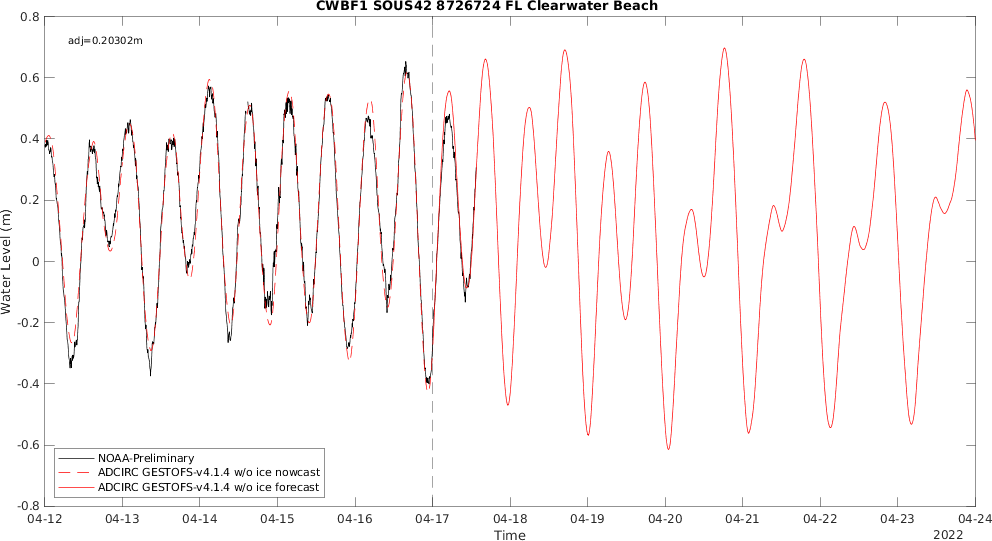 CWBF1 SOUS42 8726724 FL Clearwater Beach
adj=0.20302m
0.8
0.6
0.4
0.2
0
-0.2
-0.4
-0.6
-0.8
Water Level (m)
NOAA-Preliminary
ADCIRC GESTOFS-v4.1.4 w/o ice nowcast
ADCIRC GESTOFS-v4.1.4 w/o ice forecast
04-12 04-13 04-14 04-15 04-16 04-17 04-18 04-19 04-20 04-21 04-22 04-23 04-24
Time
2022